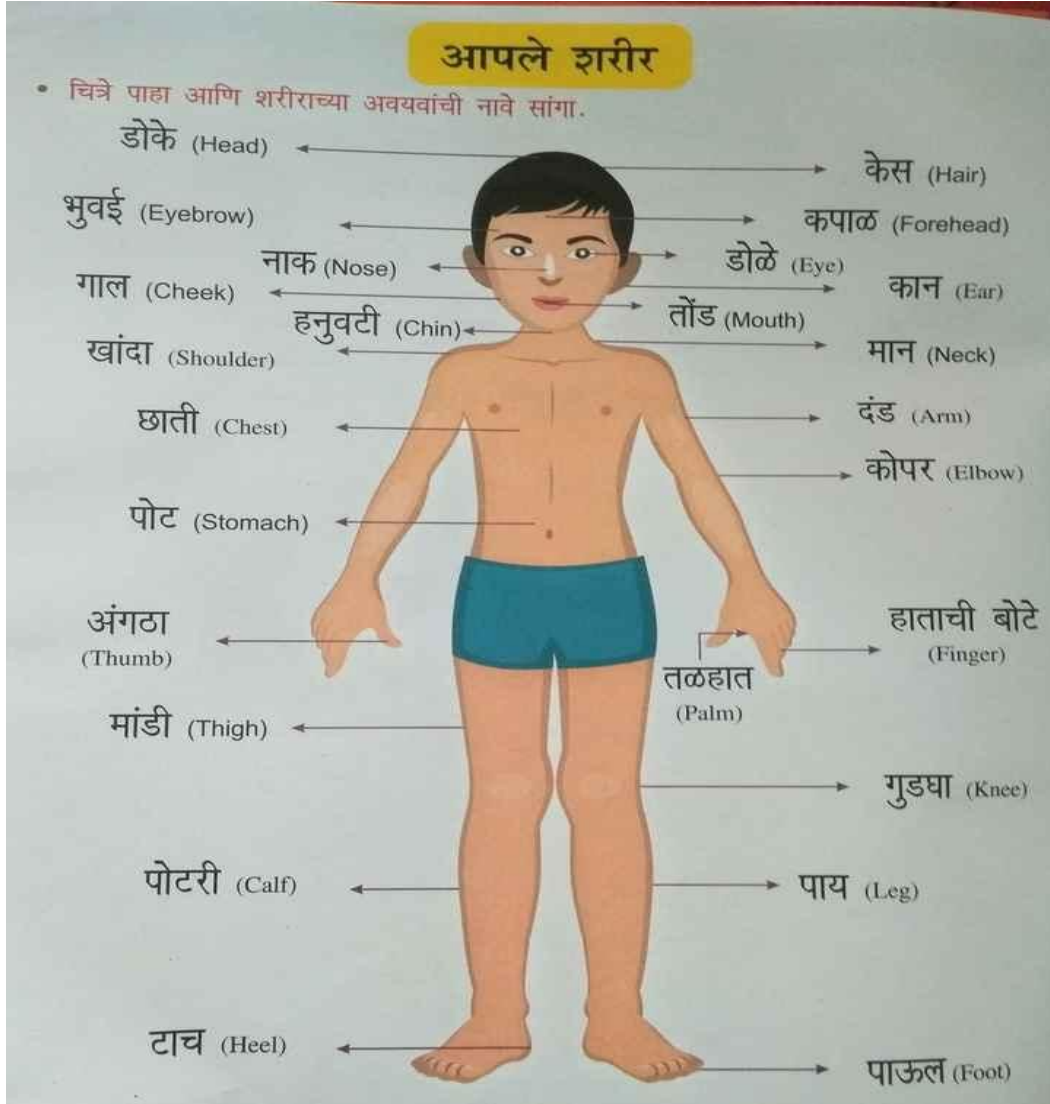 आपले शरीर
• चित्रे पाहा आणि शरीराच्या अवयवांची नावे सांगा.
डोके (Head)
केस (Hair)
भुवई (Eyebrow)
कपाळ (Forehead)
नाक (Nose)
डोळे (Eye)
गाल (Cheek)
कान (Ear)
हनुवटी (Chin)
तोंड (Mouth)
खांदा (Shoulder)
मान (Neck)
छाती (Chest)
दंड (Arm)
कोपर (Elbow)
पोट (Stomach)
अंगठा
(Thumb)
हाताची बोटे
(Finger)
तळहात
(Palm)
मांडी (Thigh)
गुडघा (Knee)
पोटरी (Calf)
पाय (Leg)
टाच (Heel)
पाऊल (Foot)